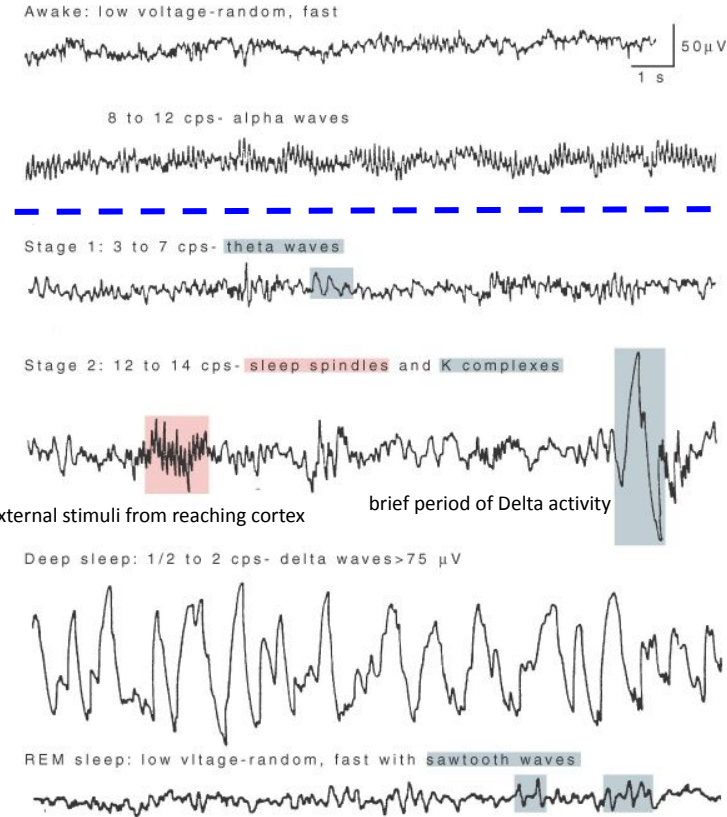 Awake: low voltage-random, fast
50μV
1 s
8 to 12 cps- alpha waves
Stage 1: 3 to 7 cps- theta waves
Stage 2: 12 to 14 cps- sleep spindles and K complexes
xternal stimuli from reaching cortex
brief period of Delta activity
Deep sleep: 1/2 to 2 cps- delta waves>75 μV
REM sleep: low vltage-random, fast with sawtooth waves